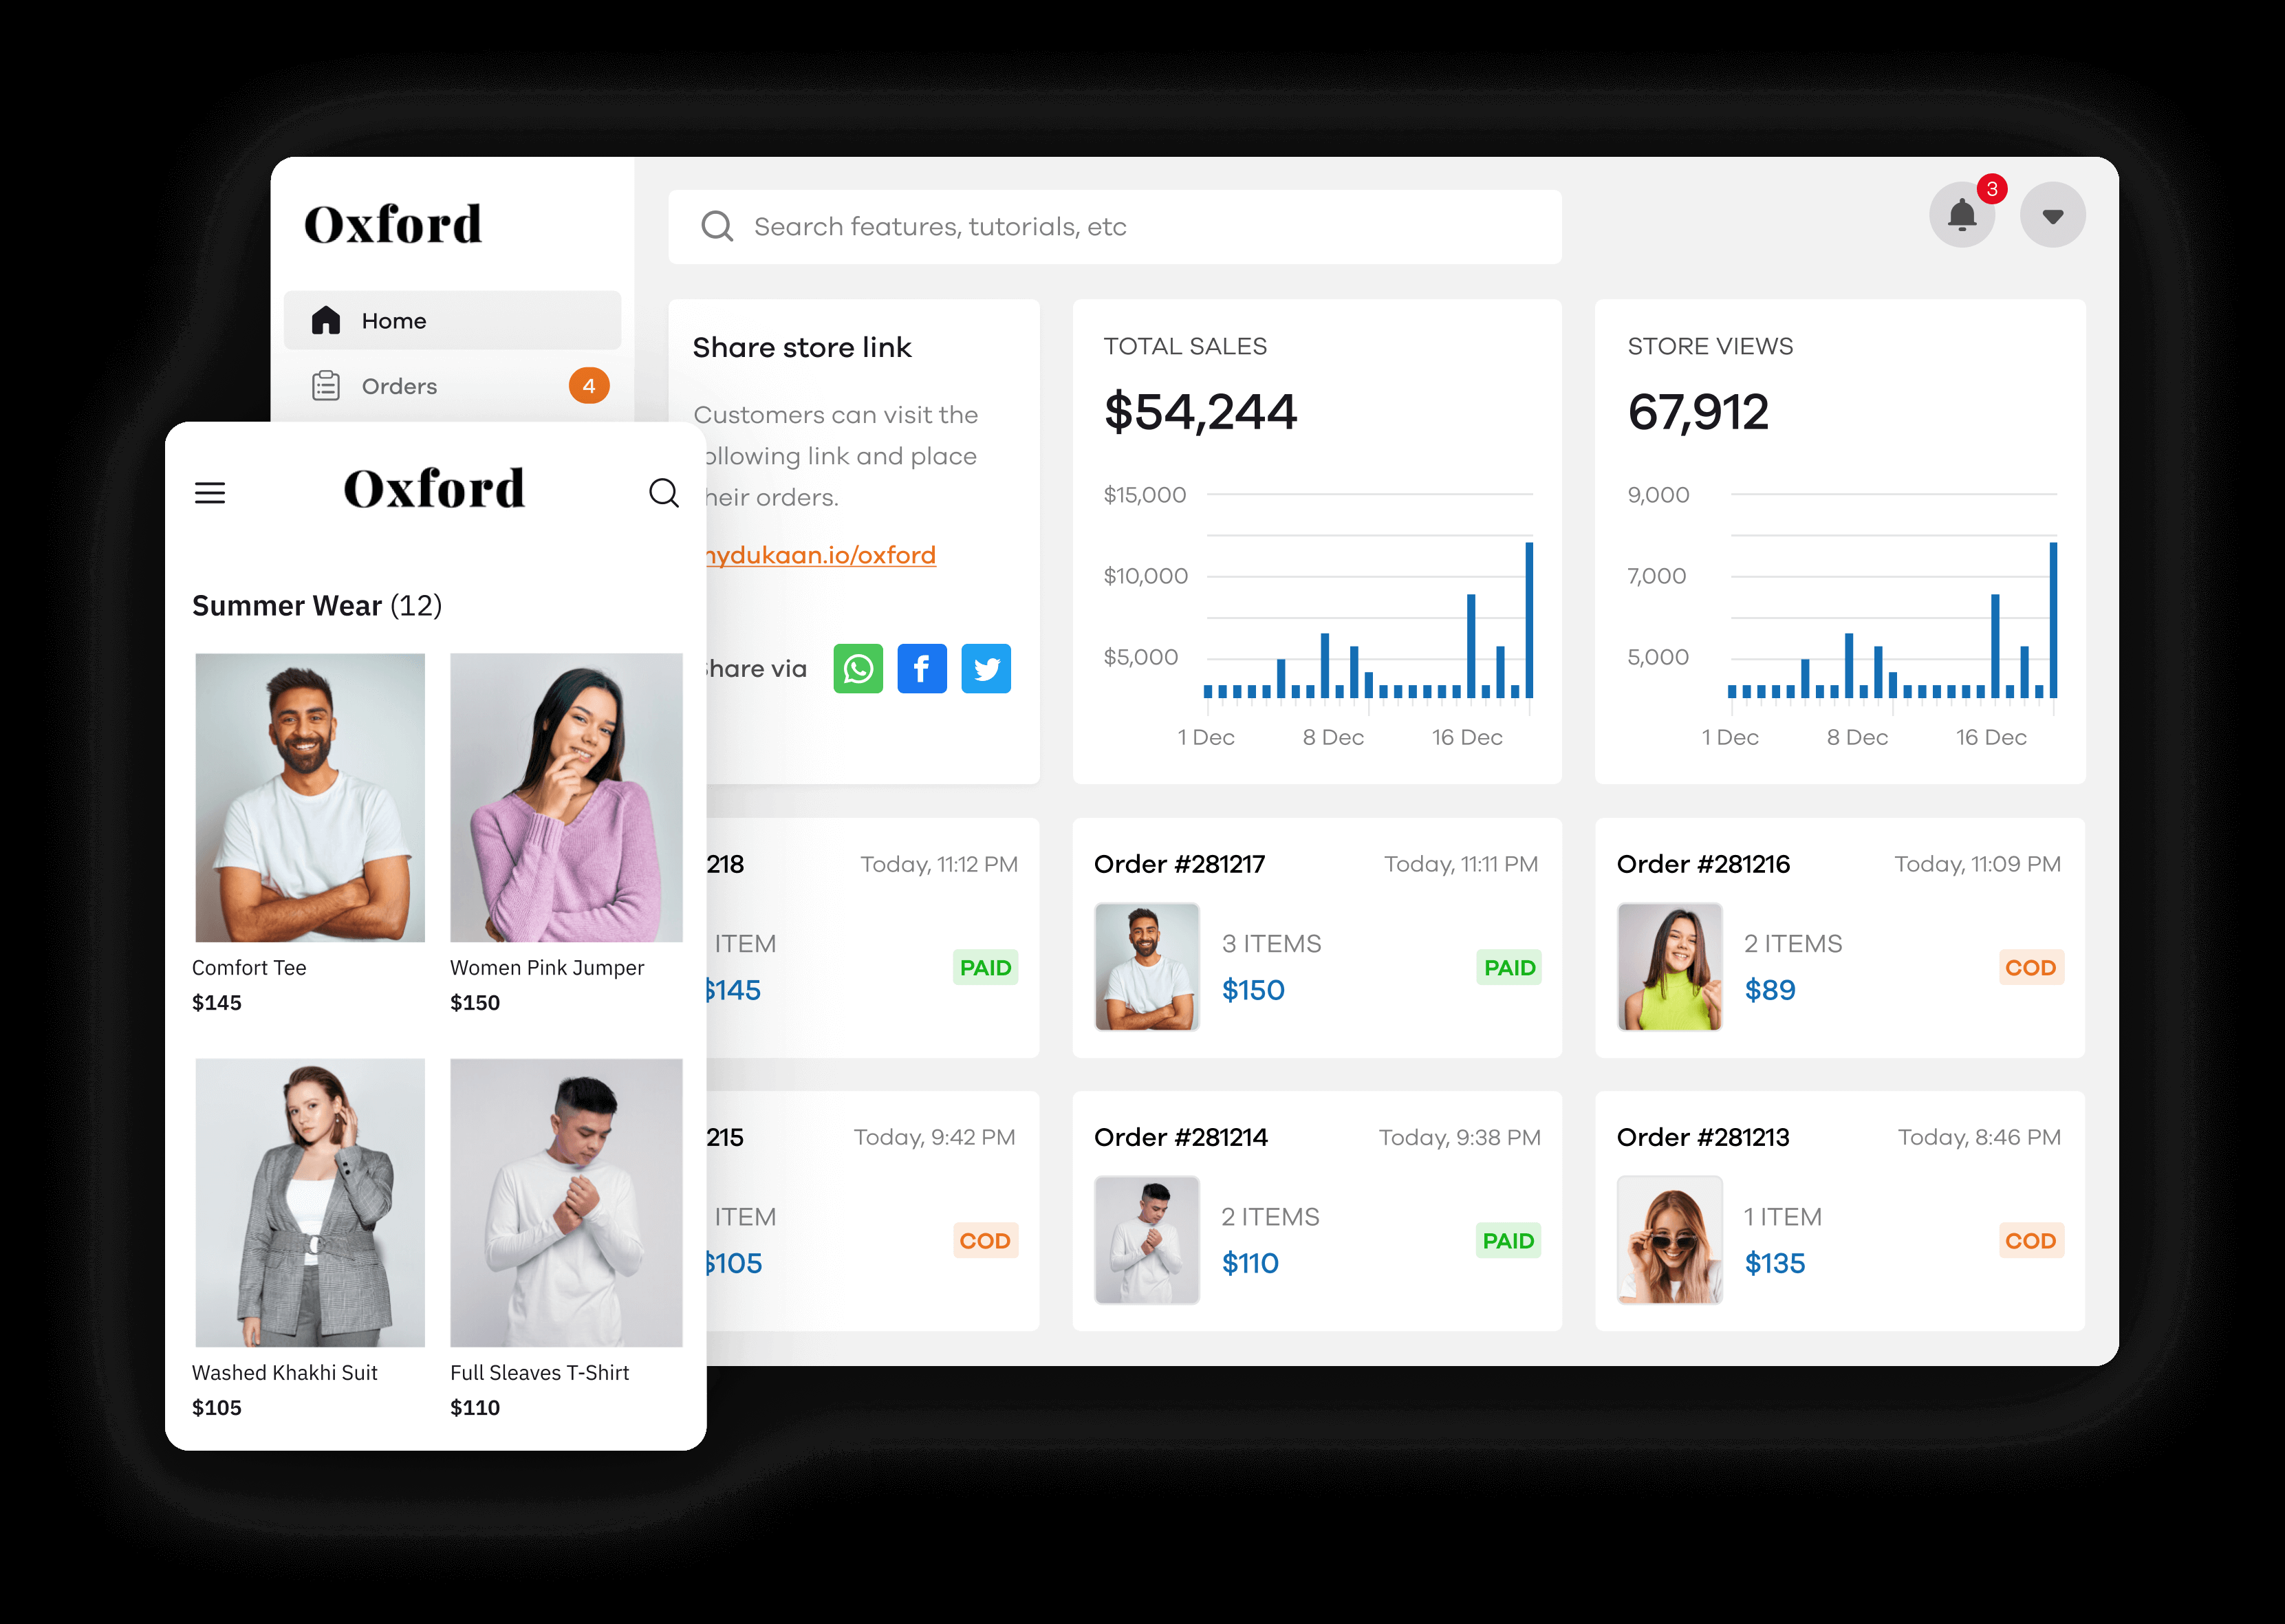 Oxford
Home
Orders
4
Search features, tutorials, etc
3
Share store link
Customers can visit the
following link and place
their orders.
mydukaan.io/oxford
Share via
TOTAL SALES
$54,244
$15,000
$10,000
$5,000
1 Dec 8 Dec 16 Dec
STORE VIEWS
67,912
9,000
7,000
5,000
1 Dec 8 Dec 16 Dec
218 Today, 11:12 PM
ITEM
$145
PAID
Order #281217 Today, 11:11 PM
3 ITEMS
$150
PAID
Order #281216 Today, 11:09 PM
2 ITEMS
$89
COD
215 Today, 9:42 PM
ITEM
$105
COD
Order #281214 Today, 9:38 PM
2 ITEMS
$110
PAID
Order #281213 Today, 8:46 PM
1 ITEM
$135
COD
Oxford
Summer Wear (12)
Comfort Tee
$145
Women Pink Jumper
$150
Washed Khakhi Suit
$105
Full Sleaves T-Shirt
$110